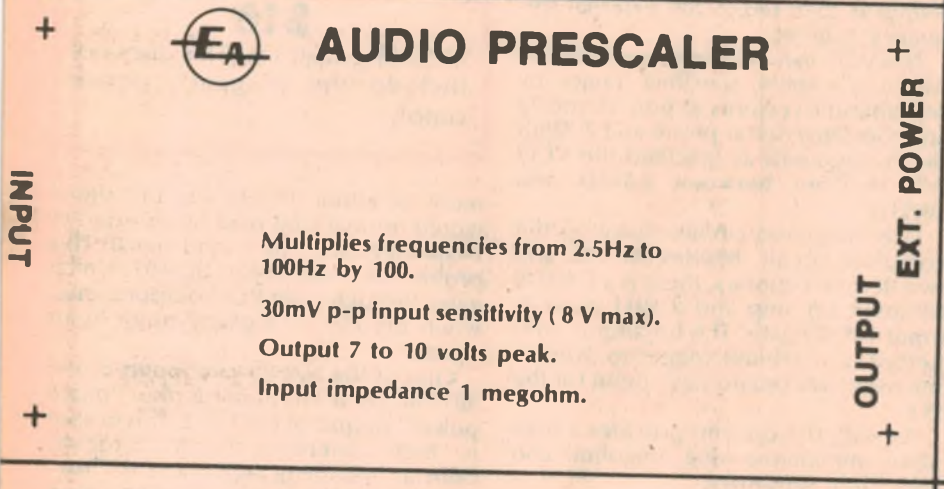 EA AUDIO PRESCALER
INPUT
Multiplies frequencies from 2.5Hz to
100Hz by 100.
30mV p-p input sensitivity ( 8 V max).
Output 7 to 10 volts peak.
Input impedance 1 megohm.
OUTPUT
EXT. POWER